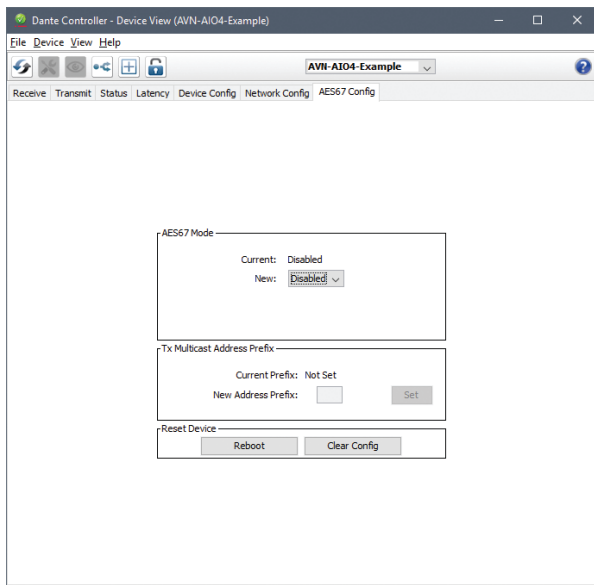 Dante Controller - Device View (AVN-AIO4-Example)
File Device View Help
AVN-AIO4-Example
Receive Transmit Status Latency Device Config Network Config AES67 Config
AES67 Mode
Current: Disabled
New: Disabled
Tx Multicast Address Prefix
Current Prefix: Not Set
New Address Prefix: Set
Reset Device
Reboot Clear Config